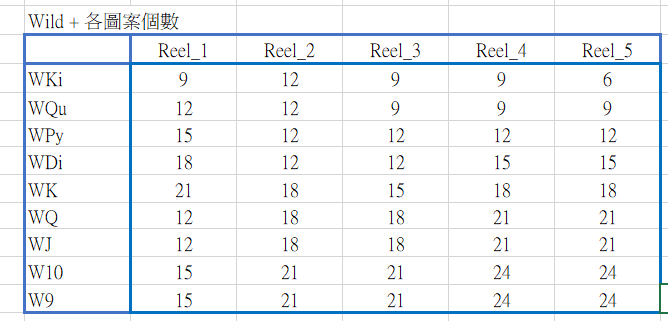 Wild + 各圖案個數
Reel_1 Reel_2 Reel_3 Reel_4 Reel_5
WKi 9 12 9 9 6
WQu 12 12 9 9 9
WPy 15 12 12 12 12
WDi 18 12 12 15 15
WK 21 18 15 18 18
WQ 12 18 18 21 21
WJ 12 18 18 21 21
W10 15 21 21 24 24
W9 15 21 21 24 24